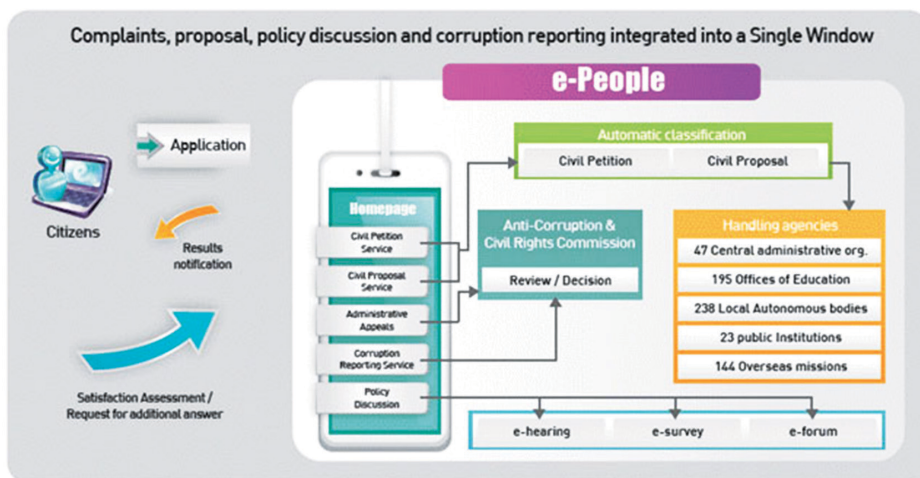 Complaints, proposal, policy discussion and corruption reporting integrated into a Single Window
e-People
Application
Citizens
Results
notification
Satisfaction Assessment /
Request for additional answer
Homepage
Civil Petition
Service
Civil Proposal
Service
Administrative
Appeals
Corruption
Reporting Service
Policy
Discussion
Automatic classification
Civil Petition
Civil Proposal
Anti-Corruption &
Civil Rights Commission
Review / Decision
Handling agencies
47 Central administrative org.
195 Offices of Education
238 Local Autonomous bodies
23 public Institutions
144 Overseas missions
e-hearing
e-survey
e-forum